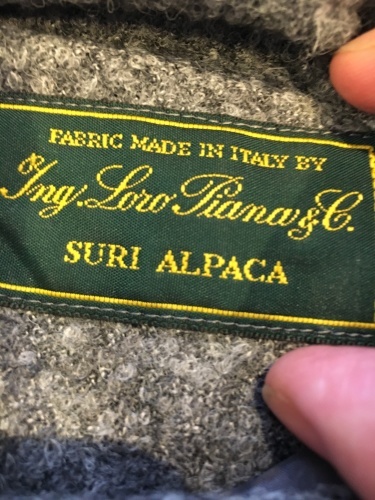 FABRIC MADE IN ITALY BY
Ing. Loro Piana & C.
SURI ALPACA